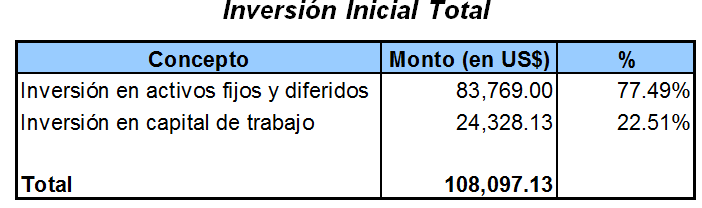 Inversión Inicial Total
Concepto Monto (en US$) %
Inversión en activos fijos y diferidos 83,769.00 77.49%
Inversión en capital de trabajo 24,328.13 22.51%
Total 108,097.13